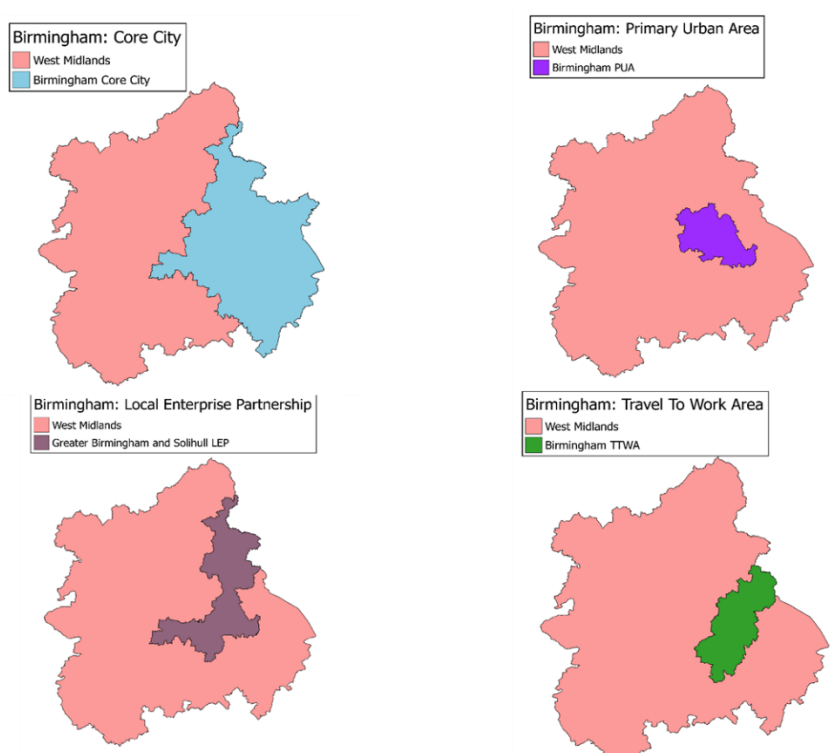 Birmingham: Core City
West Midlands
Birmingham Core City
Birmingham: Primary Urban Area
West Midlands
Birmingham PUA
Birmingham: Local Enterprise Partnership
West Midlands
Greater Birmingham and Solihull LEP
Birmingham: Travel To Work Area
West Midlands
Birmingham TTWA